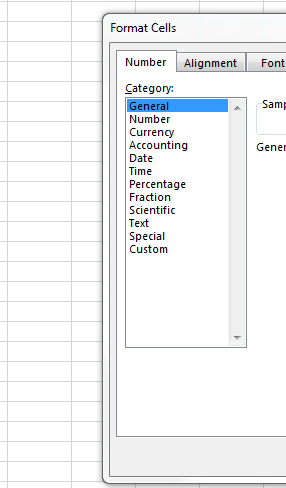 Format Cells
Number Alignment Font
Category:
General
Number
Currency
Accounting
Date
Time
Percentage
Fraction
Scientific
Text
Special
Custom
Samp
Gener